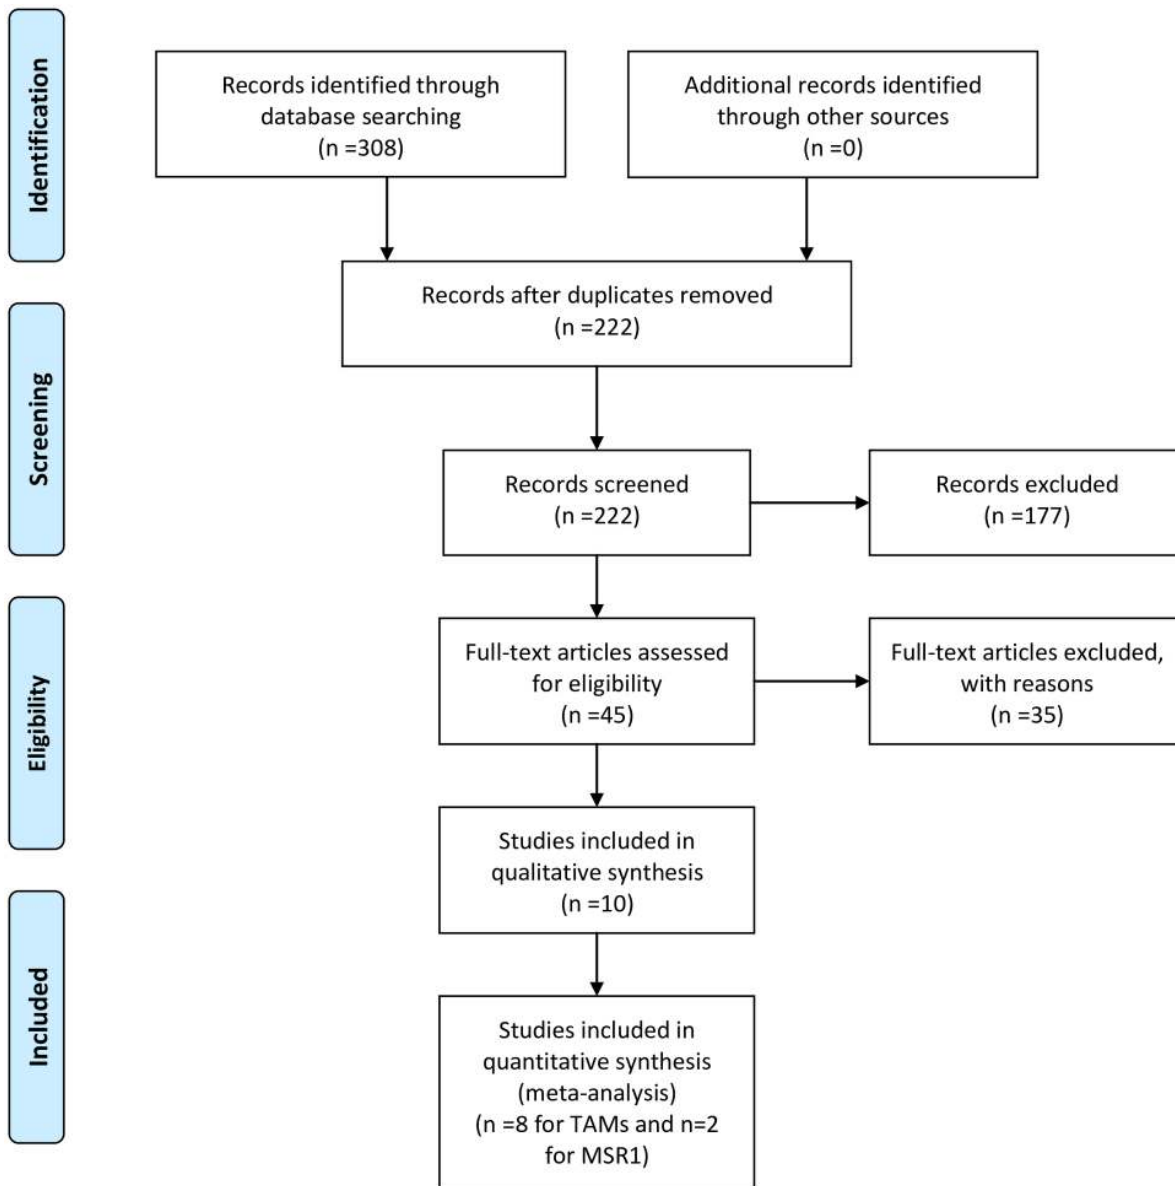 Identification
Records identified through
database searching
(n =308)
Additional records identified
through other sources
(n =0)
Records after duplicates removed
(n =222)
Screening
Records screened
(n =222)
Records excluded
(n =177)
Eligibility
Full-text articles assessed
for eligibility
(n =45)
Full-text articles excluded,
with reasons
(n =35)
Studies included in
qualitative synthesis
(n =10)
Included
Studies included in
quantitative synthesis
(meta-analysis)
(n =8 for TAMs and n=2
for MSR1)